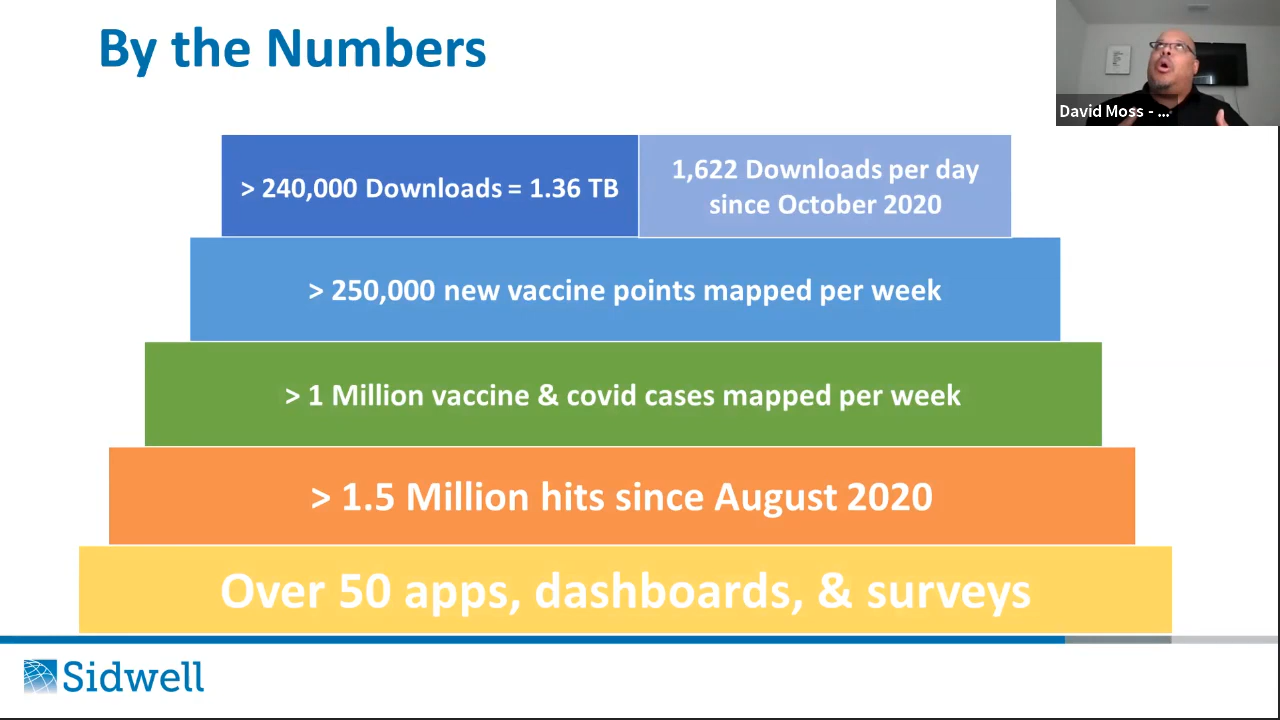 By the Numbers
David Moss - ...
> 240,000 Downloads = 1.36 TB
1,622 Downloads per day
since October 2020
> 250,000 new vaccine points mapped per week
> 1 Million vaccine & covid cases mapped per week
> 1.5 Million hits since August 2020
Over 50 apps, dashboards, & surveys
Sidwell